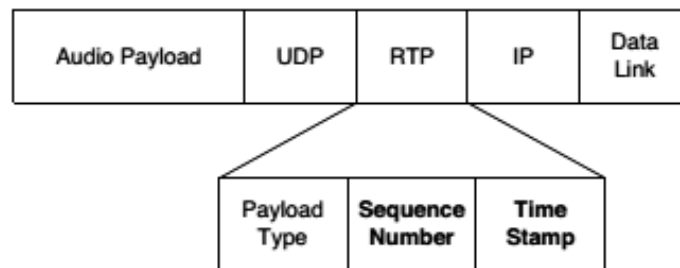 Audio Payload
UDP
RTP
IP
Data
Link
Payload
Type
Sequence
Number
Time
Stamp